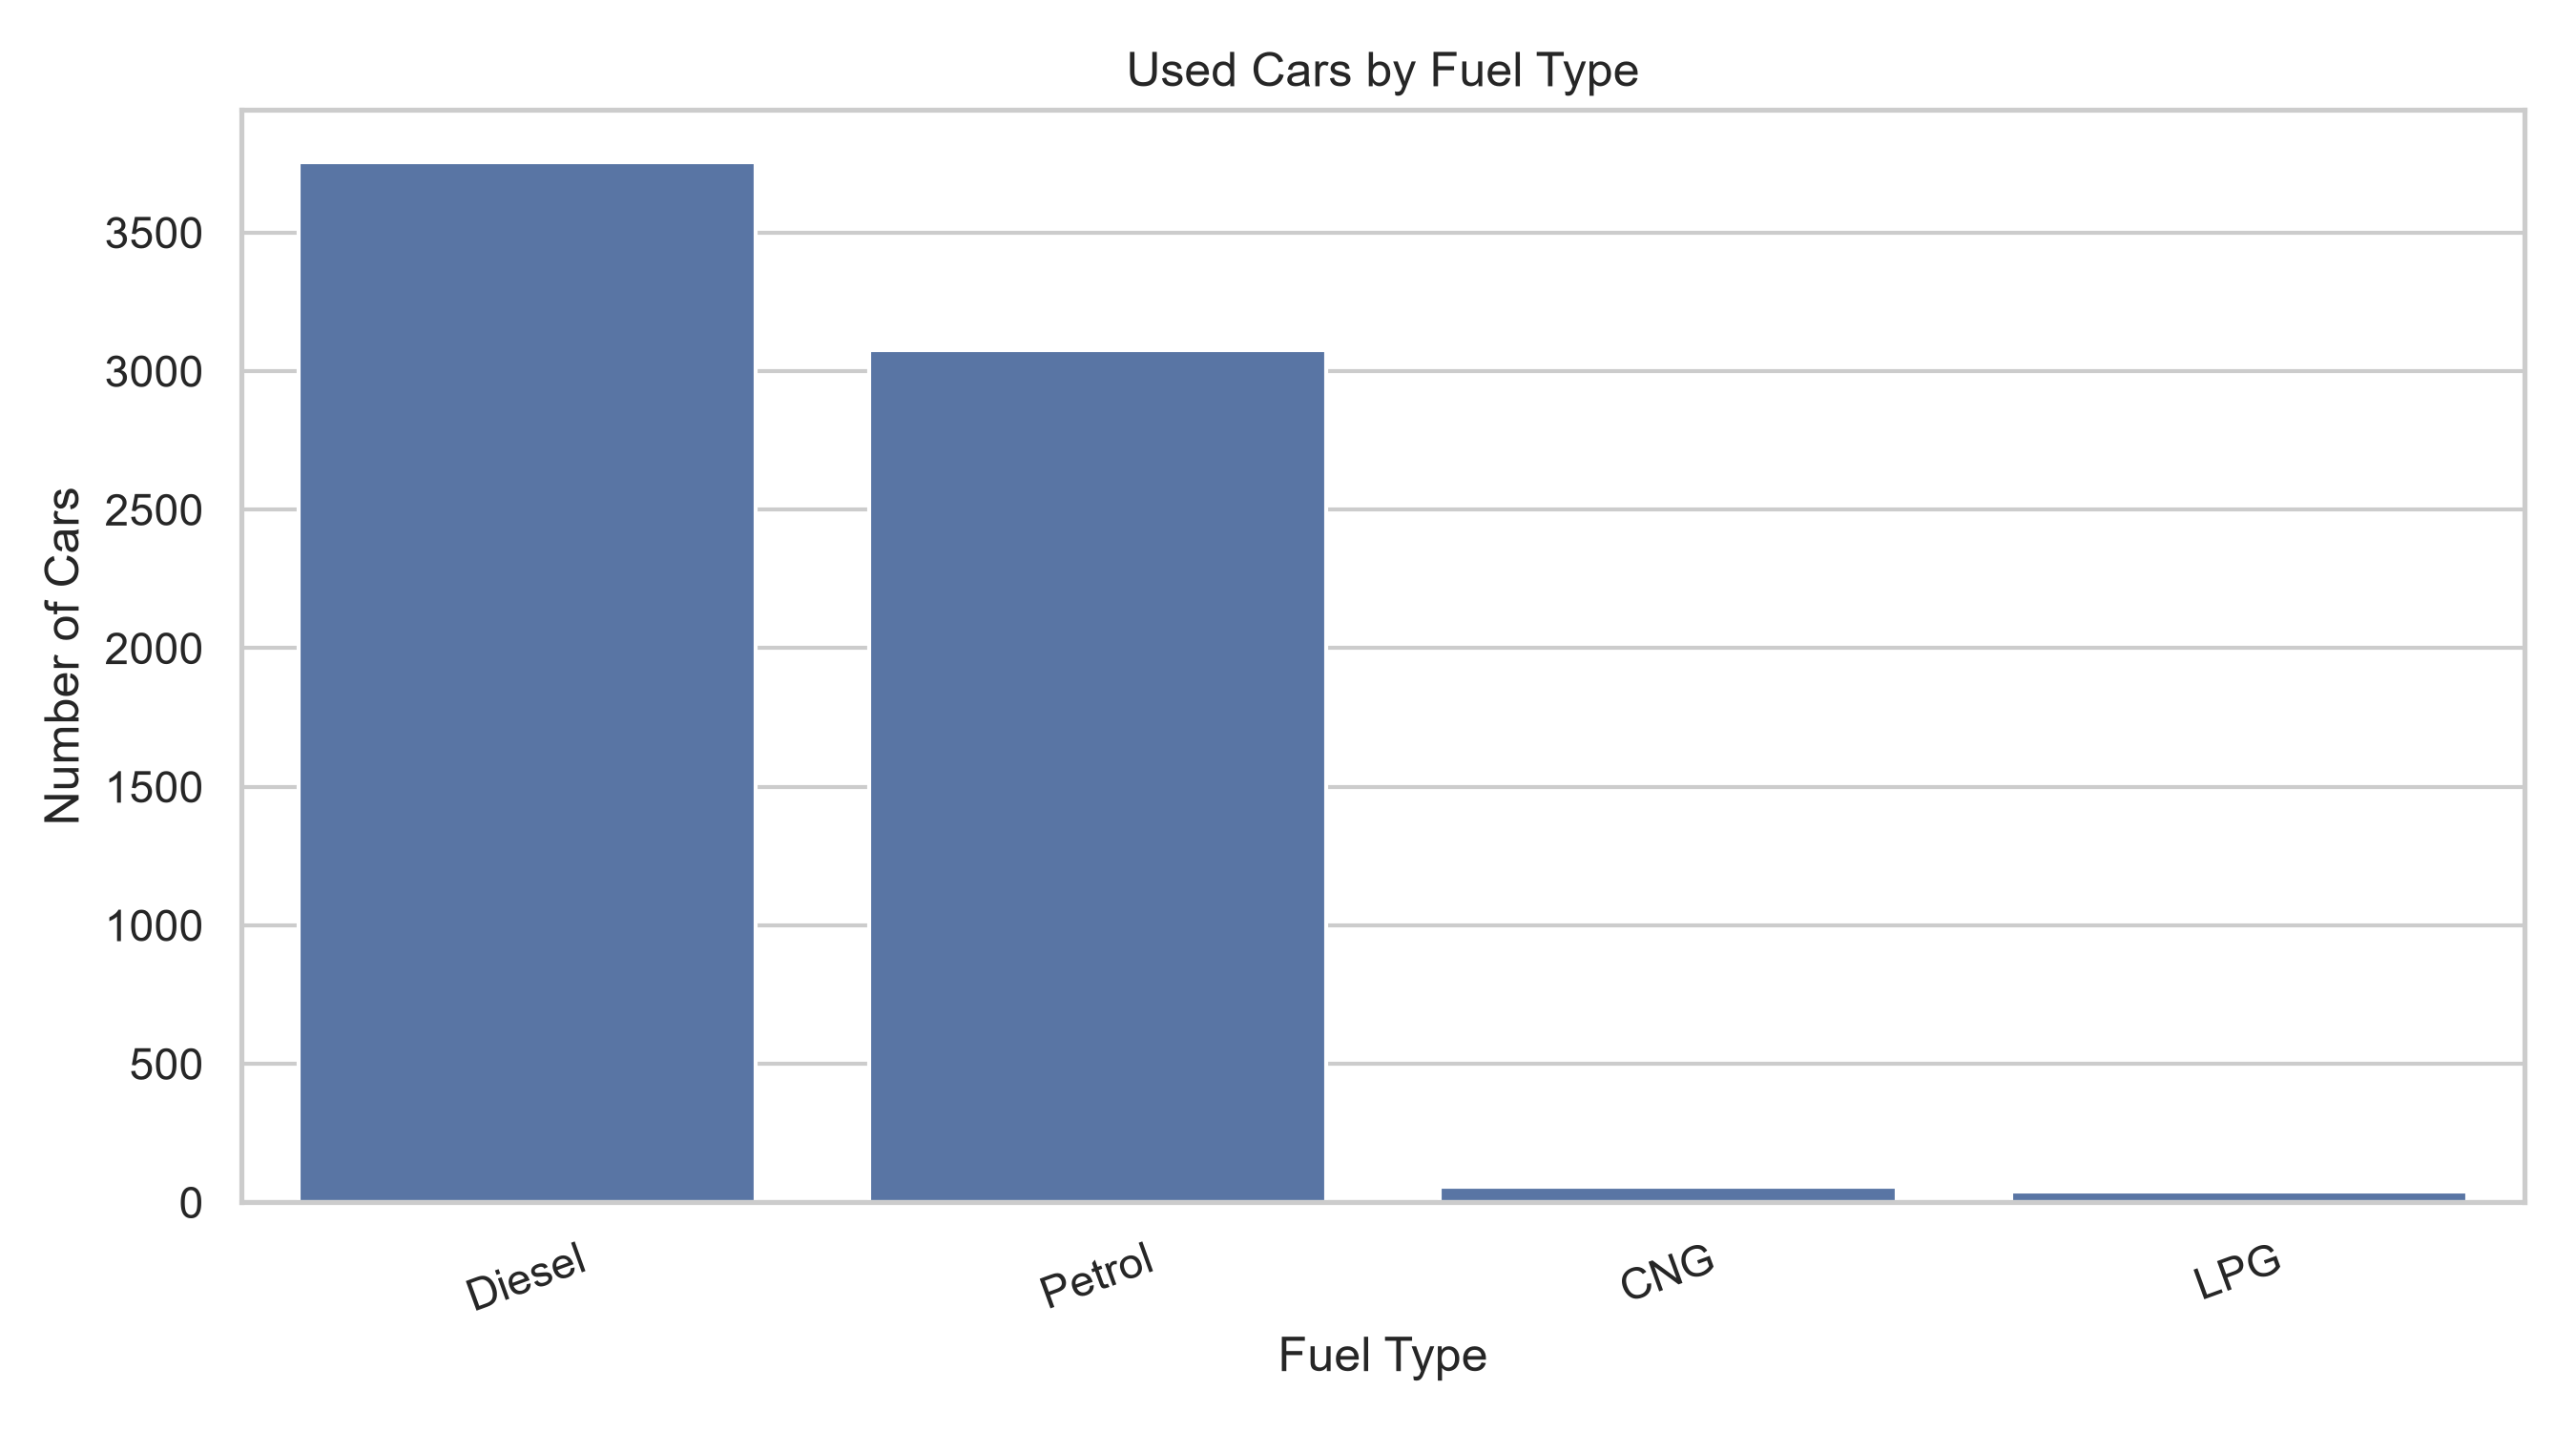 Used Cars by Fuel Type
Number of Cars
3500
3000
2500
2000
1500
1000
500
0
Diesel
Petrol
CNG
LPG
Fuel Type